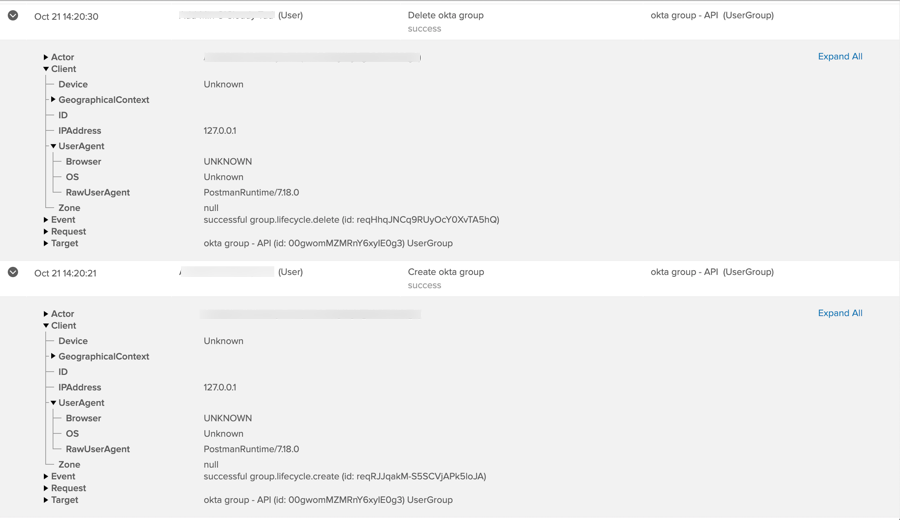 Oct 21 14:20:30 (User) Delete okta group okta group - API (UserGroup)
success
Actor Expand All
Client
Device Unknown
GeographicalContext
ID
IPAddress 127.0.0.1
UserAgent
Browser UNKNOWN
OS Unknown
RawUserAgent PostmanRuntime/7.18.0
Zone null
Event successful group.lifecycle.delete (id: reqHhqJNCq9RUyOcY0XvTA5hQ)
Request
Target okta group - API (id: 00gwomMZMRnY6xylE0g3) UserGroup
Oct 21 14:20:21 (User) Create okta group okta group - API (UserGroup)
success
Actor Expand All
Client
Device Unknown
GeographicalContext
ID
IPAddress 127.0.0.1
UserAgent
Browser UNKNOWN
OS Unknown
RawUserAgent PostmanRuntime/7.18.0
Zone null
Event successful group.lifecycle.create (id: reqRJJqakM-S5SCVjAPk5IoJA)
Request
Target okta group - API (id: 00gwomMZMRnY6xylE0g3) UserGroup